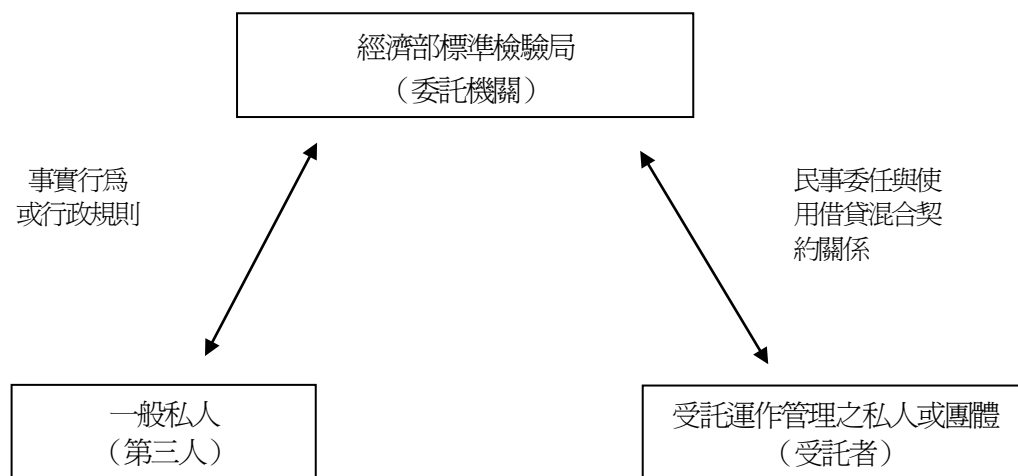 經濟部標準檢驗局
（委託機關）
事實行為
或行政規則
民事委任與使
用借貸混合契
約關係
一般私人
（第三人）
受託運作管理之私人或團體
（受託者）